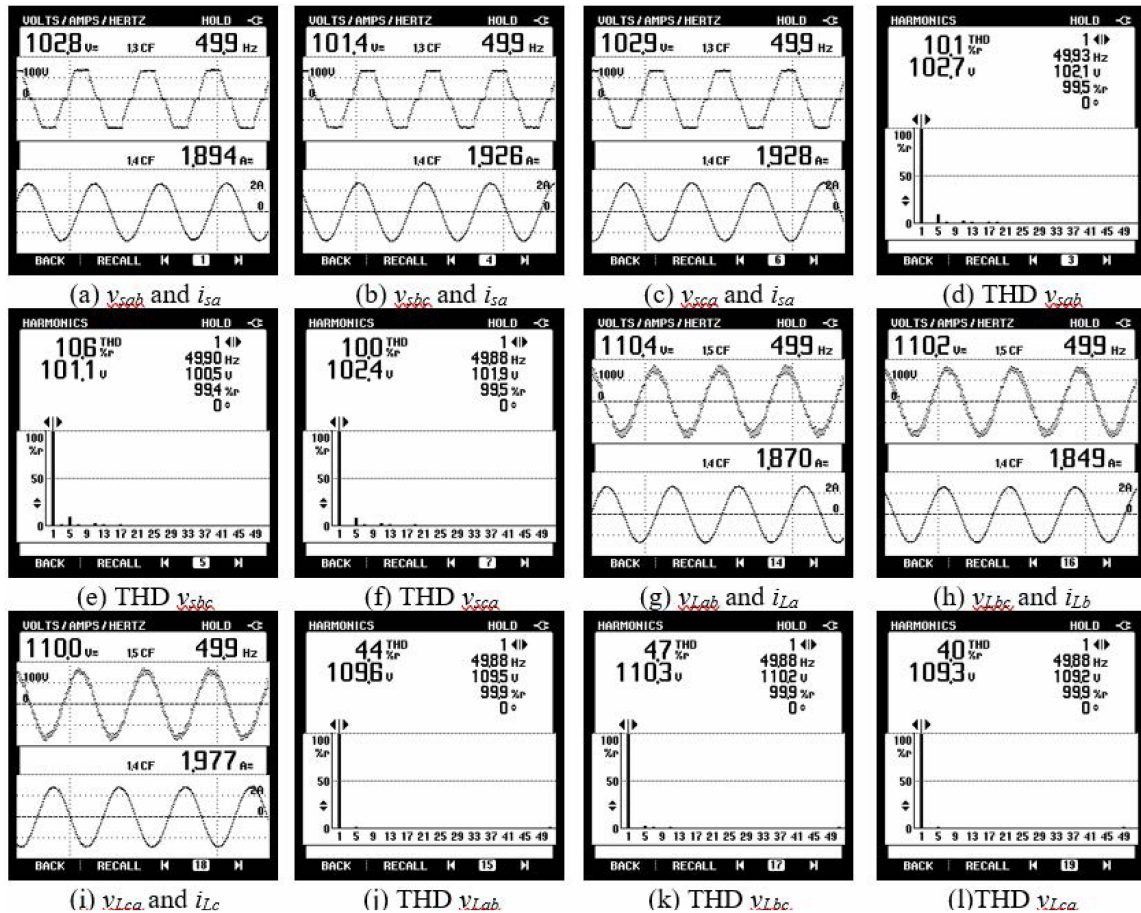 VOLTS/AMPS/HERTZ HOLD
102.8 V= 1.3 CF 49.9 Hz
100V
0
1.4 CF 1.894 A=
2A
0
BACK RECALL 1
(a) vsab and isa
VOLTS/AMPS/HERTZ HOLD
101.4 V= 1.3 CF 49.9 Hz
100V
0
1.4 CF 1.926 A=
2A
0
BACK RECALL 4
(b) vsbc and isa
VOLTS/AMPS/HERTZ HOLD
102.9 V= 1.3 CF 49.9 Hz
100V
0
1.4 CF 1.928 A=
2A
0
BACK RECALL 6
(c) vsca and isa
HARMONICS HOLD
10.1 THD %r 1
102.7 V 49.93 Hz
102.1 V
99.5 %r
0 °
100
%r
50
0
1 5 9 13 17 21 25 29 33 37 41 45 49
BACK RECALL 3
(d) THD vsab
HARMONICS HOLD
10.6 THD %r 1
101.1 V 49.90 Hz
100.5 V
99.4 %r
0 °
100
%r
50
0
1 5 9 13 17 21 25 29 33 37 41 45 49
BACK RECALL 5
(e) THD vsbc
HARMONICS HOLD
10.0 THD %r 1
102.4 V 49.88 Hz
101.9 V
99.5 %r
0 °
100
%r
50
0
1 5 9 13 17 21 25 29 33 37 41 45 49
BACK RECALL 7
(f) THD vsca
VOLTS/AMPS/HERTZ HOLD
110.4 V= 1.5 CF 49.9 Hz
100V
0
1.4 CF 1.870 A=
2A
0
BACK RECALL 14
(g) vLab and iLa
VOLTS/AMPS/HERTZ HOLD
110.2 V= 1.5 CF 49.9 Hz
100V
0
1.4 CF 1.849 A=
2A
0
BACK RECALL 16
(h) vLbc and iLb
VOLTS/AMPS/HERTZ HOLD
110.0 V= 1.5 CF 49.9 Hz
100V
0
1.4 CF 1.977 A=
2A
0
BACK RECALL 18
(i) vLca and iLc
HARMONICS HOLD
4.4 THD %r 1
109.6 V 49.88 Hz
109.5 V
99.9 %r
0 °
100
%r
50
0
1 5 9 13 17 21 25 29 33 37 41 45 49
BACK RECALL 15
(j) THD vLab
HARMONICS HOLD
4.7 THD %r 1
110.3 V 49.88 Hz
110.2 V
99.9 %r
0 °
100
%r
50
0
1 5 9 13 17 21 25 29 33 37 41 45 49
BACK RECALL 17
(k) THD vLbc
HARMONICS HOLD
4.0 THD %r 1
109.3 V 49.88 Hz
109.2 V
99.9 %r
0 °
100
%r
50
0
1 5 9 13 17 21 25 29 33 37 41 45 49
BACK RECALL 19
(l)THD vLca